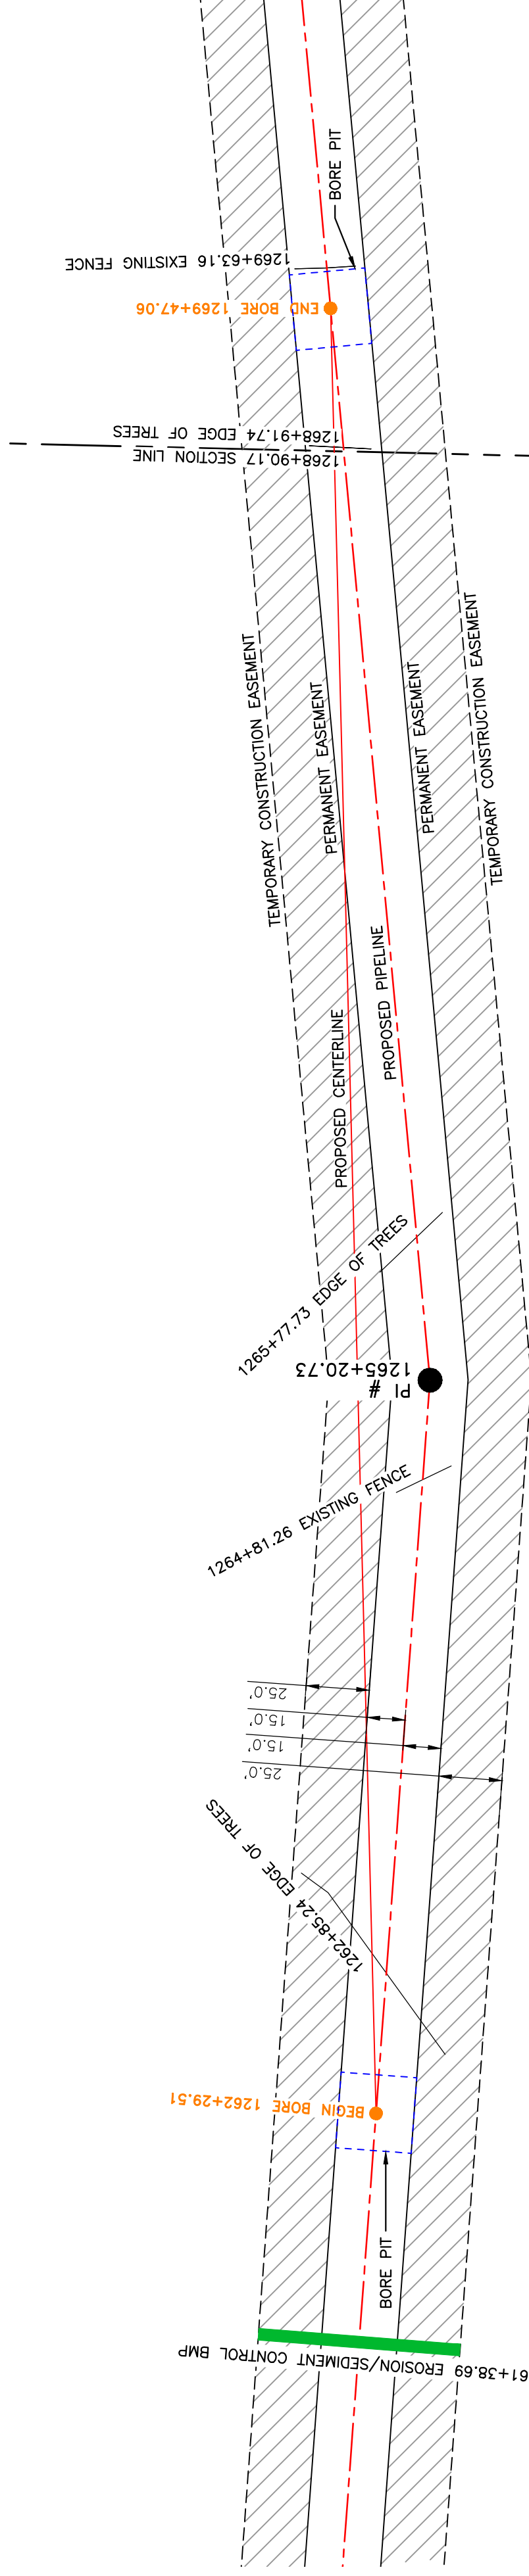 BORE PIT
1269+63.16 EXISTING FENCE
END BORE 1269+47.06
1268+91.74 EDGE OF TREES
1268+90.17 SECTION LINE
TEMPORARY CONSTRUCTION EASEMENT
PERMANENT EASEMENT
PERMANENT EASEMENT
TEMPORARY CONSTRUCTION EASEMENT
PROPOSED CENTERLINE
PROPOSED PIPELINE
1265+77.73 EDGE OF TREES
PI #
1265+20.73
1264+81.26 EXISTING FENCE
25.0'
15.0'
15.0'
25.0'
1262+85.24 EDGE OF TREES
BEGIN BORE 1262+29.51
BORE PIT
61+38.69 EROSION/SEDIMENT CONTROL BMP